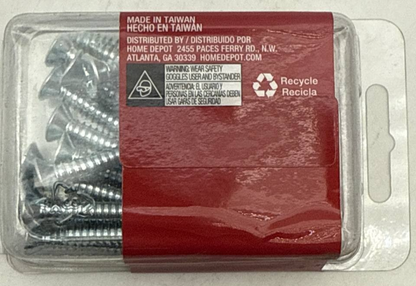 MADE IN TAIWAN
HECHO EN TAIWÁN
DISTRIBUTED BY / DISTRIBUIDO POR
HOME DEPOT 2455 PACES FERRY RD., N.W.
ATLANTA, GA 30339 HOMEDEPOT.COM
WARNING: WEAR SAFETY
GOGGLES USER AND BYSTANDER
ADVERTENCIA: EL USUARIO Y
PERSONAS EN LAS CERCANÍAS DEBEN
USAR GAFAS DE SEGURIDAD
Recycle
Recicla